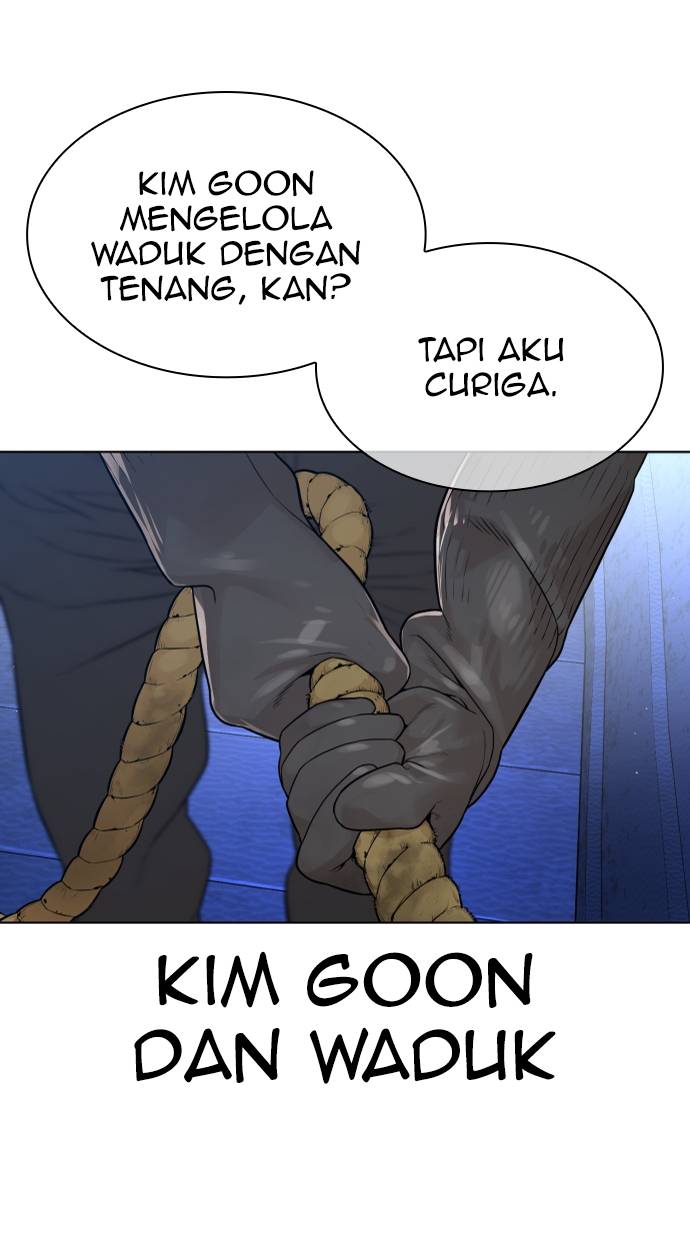 KIM GOON
MENGELOLA
WADUK DENGAN
TENANG, KAN?
TAPI AKU
CURIGA.
KIM GOON
DAN WADUK